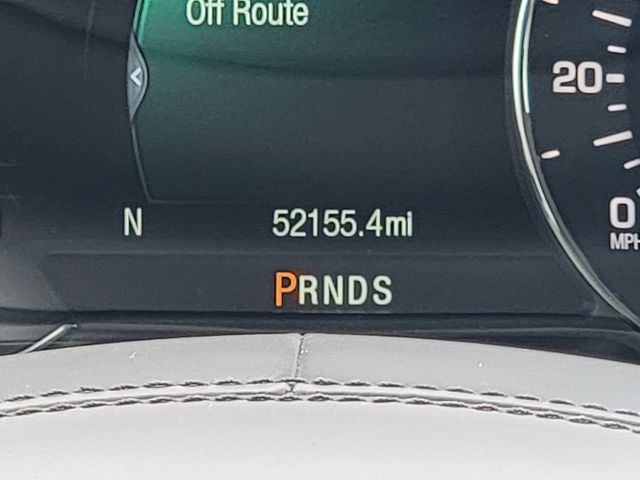 Off Route
20
N 52155.4mi
0
MPH
PRNDS